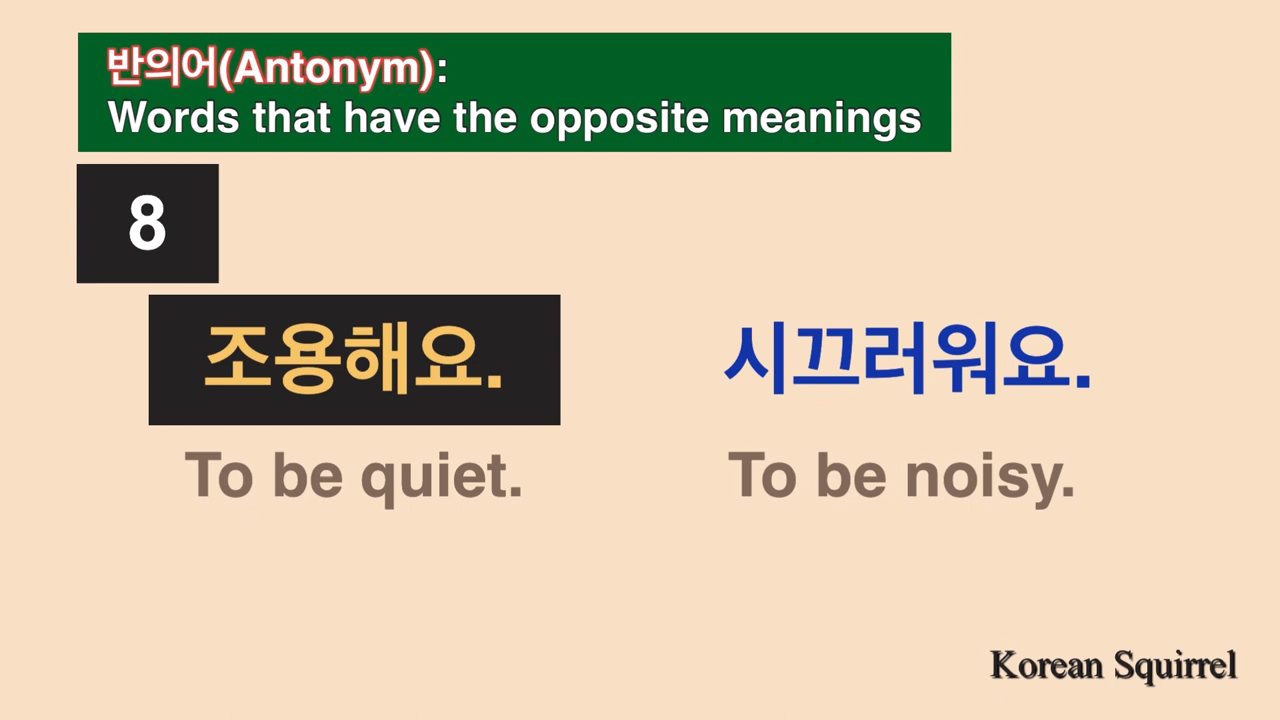 반의어(Antonym):
Words that have the opposite meanings
8
조용해요.
시끄러워요.
To be quiet.
To be noisy.
Korean Squirrel